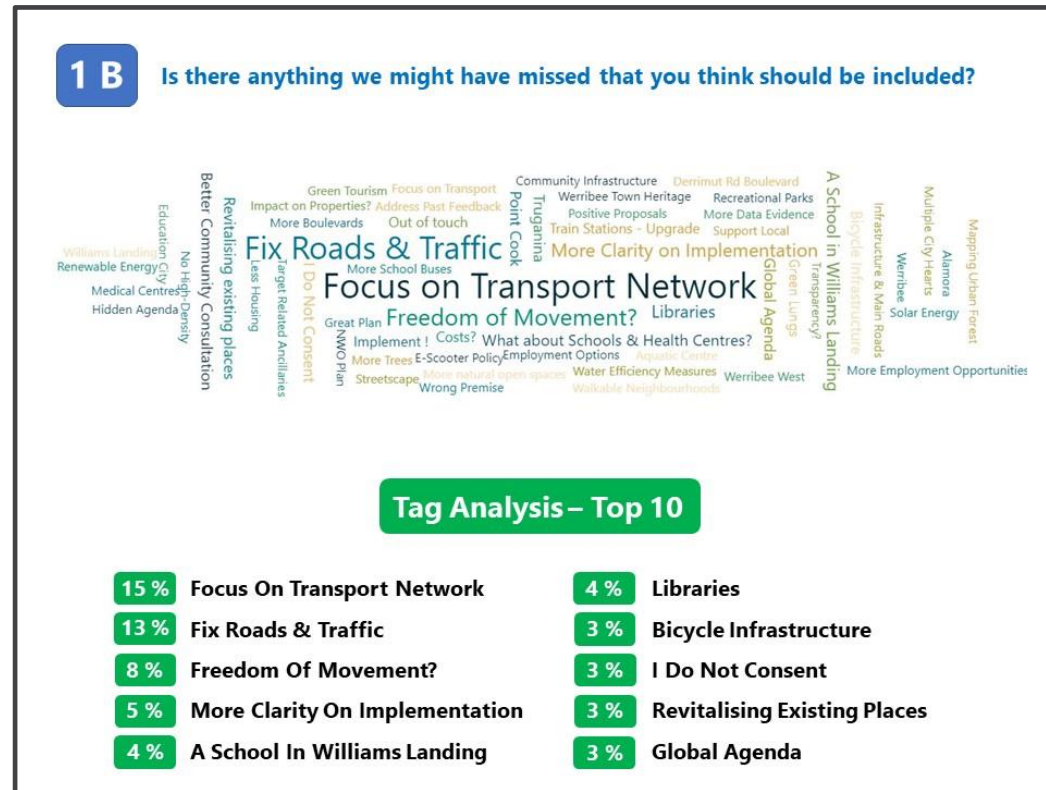 1 B
Is there anything we might have missed that you think should be included?
Community Infrastructure
Derrimut Rd Boulevard
Green Tourism
Focus on Transport
Impact on Properties?
Address Past Feedback
Werribee Town Heritage
Recreational Parks
More Boulevards
Out of touch
Positive Proposals
More Data Evidence
Train Stations - Upgrade
Support Local
Fix Roads & Traffic
More Clarity on Implementation
Williams Landing
Renewable Energy
More School Buses
Medical Centres
Hidden Agenda
Focus on Transport Network
Great Plan
Freedom of Movement?
Libraries
Implement !
Costs?
What about Schools & Health Centres?
More Trees
E-Scooter Policy
Employment Options
Aquatic Centre
Streetscape
More natural open spaces
Water Efficiency Measures
Werribee West
Wrong Premise
Walkable Neighbourhoods
Solar Energy
More Employment Opportunities
Education City
No High-Density
Better Community Consultation
Revitalising existing places
Less Housing
Target Related Ancillaries
I Do Not Consent
NWO Plan
Point Cook
Truganina
Global Agenda
Green Lungs
Transparency?
A School in Williams Landing
Bicycle Infrastructure
Infrastructure & Main Roads
Werribee
Multiple City Hearts
Alamora
Mapping Urban Forest
Tag Analysis – Top 10
15 % Focus On Transport Network
13 % Fix Roads & Traffic
8 % Freedom Of Movement?
5 % More Clarity On Implementation
4 % A School In Williams Landing
4 % Libraries
3 % Bicycle Infrastructure
3 % I Do Not Consent
3 % Revitalising Existing Places
3 % Global Agenda